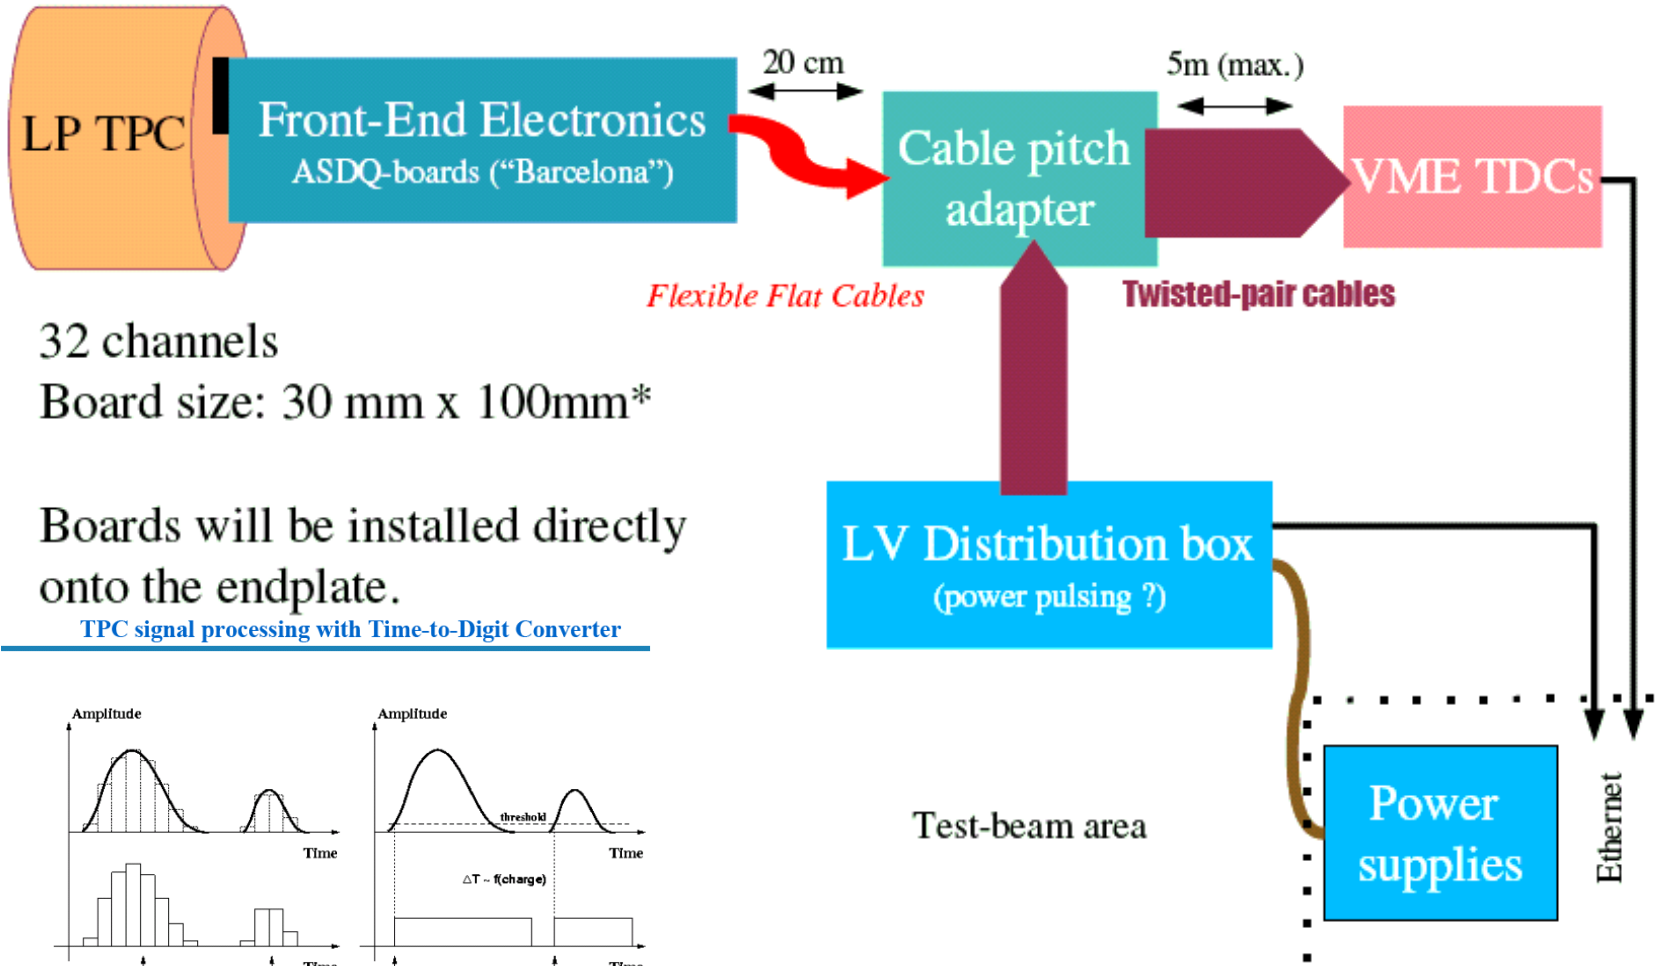 LP TPC
Front-End Electronics
ASDQ-boards (“Barcelona”)
20 cm
Cable pitch
adapter
5m (max.)
VME TDCs
Flexible Flat Cables
Twisted-pair cables
32 channels
Board size: 30 mm x 100mm*
Boards will be installed directly
onto the endplate.
TPC signal processing with Time-to-Digit Converter
LV Distribution box
(power pulsing ?)
Amplitude
Time
Amplitude
threshold
Time
△T ~ f(charge)
Time
Time
Test-beam area
Power
supplies
Ethernet